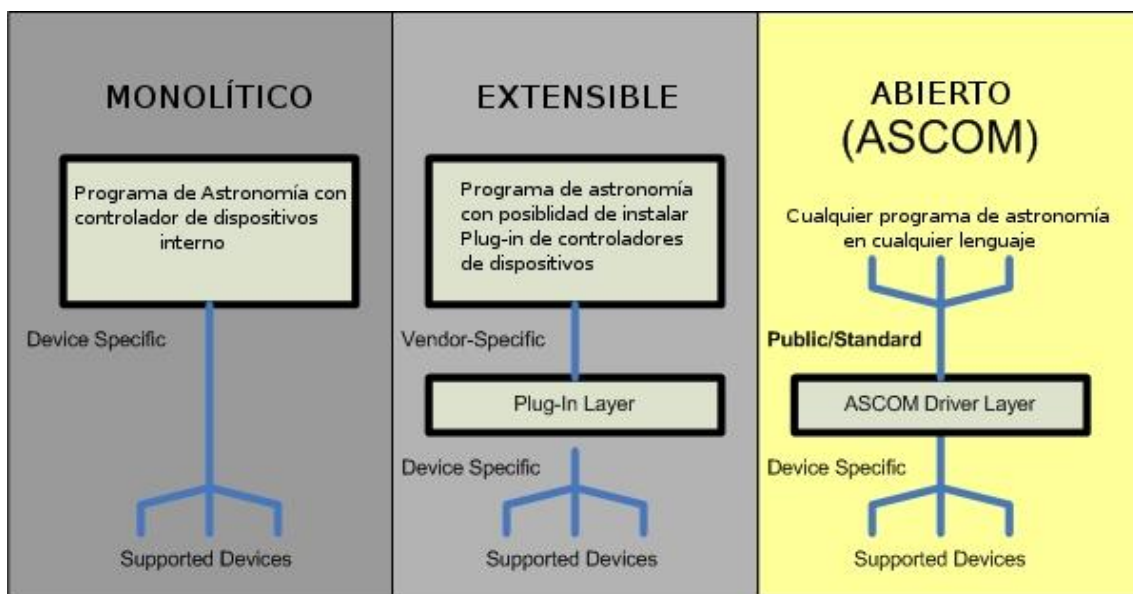 MONOLÍTICO
Programa de Astronomía con
controlador de dispositivos
interno
Device Specific
Supported Devices
EXTENSIBLE
Programa de astronomía
con posiblidad de instalar
Plug-in de controladores
de dispositivos
Vendor-Specific
Plug-In Layer
Device Specific
Supported Devices
ABIERTO
(ASCOM)
Cualquier programa de astronomía
en cualquier lenguaje
Public/Standard
ASCOM Driver Layer
Device Specific
Supported Devices